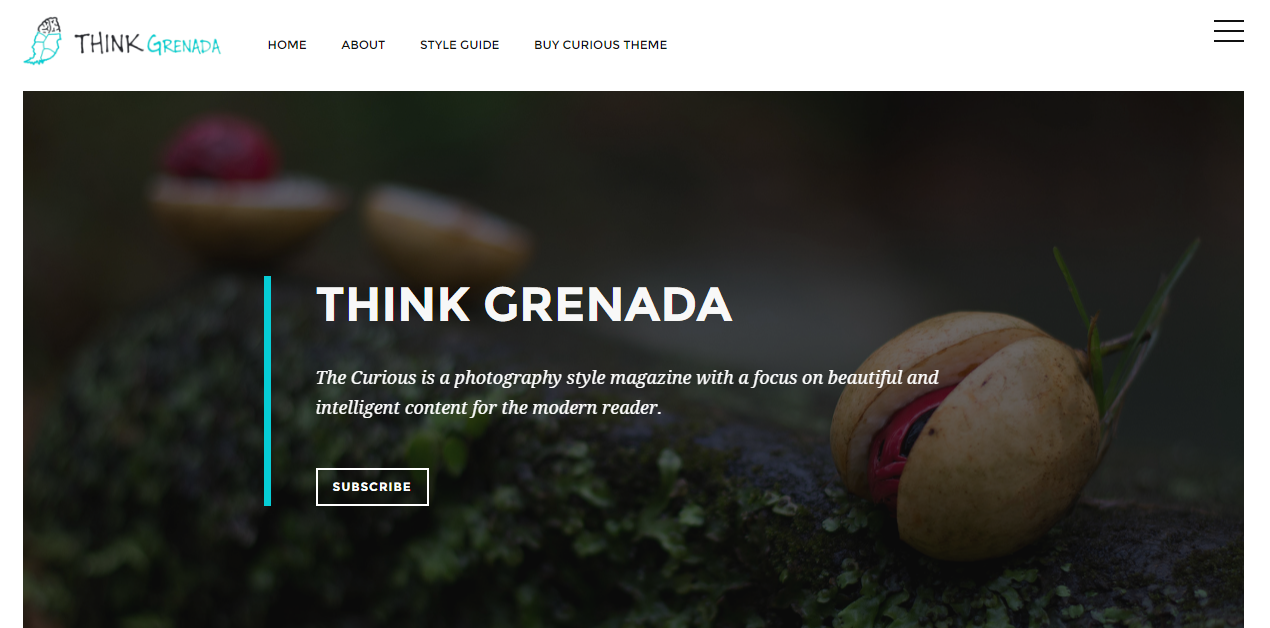 THINK GRENADA
HOME ABOUT STYLE GUIDE BUY CURIOUS THEME
THINK GRENADA
The Curious is a photography style magazine with a focus on beautiful and
intelligent content for the modern reader.
SUBSCRIBE